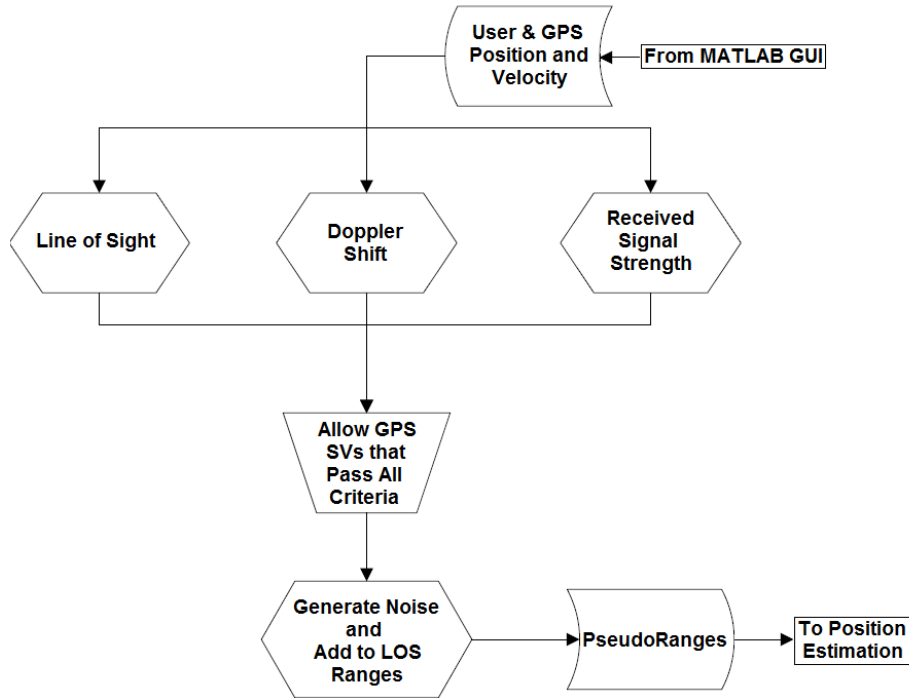 User & GPS
Position and
Velocity
From MATLAB GUI
Line of Sight
Doppler
Shift
Received
Signal
Strength
Allow GPS
SVs that
Pass All
Criteria
Generate Noise
and
Add to LOS
Ranges
PseudoRanges
To Position
Estimation